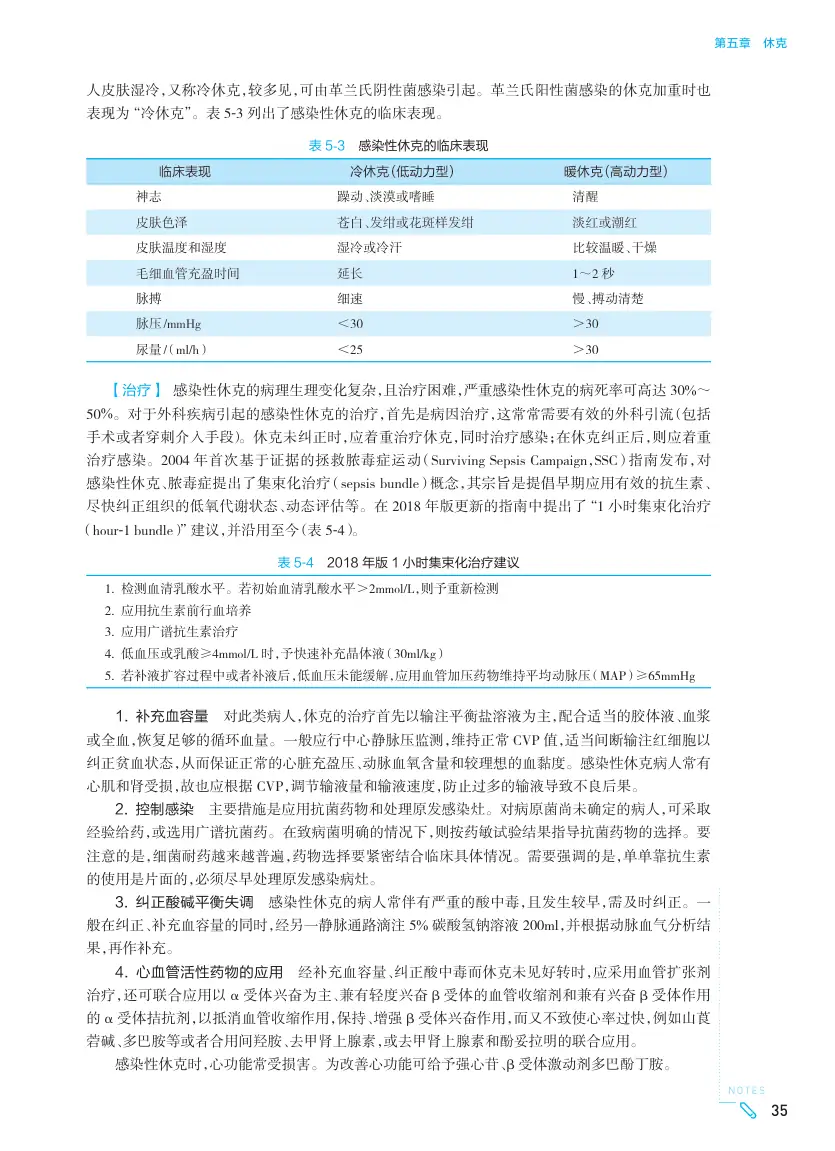 第五章 休克
人皮肤湿冷,又称冷休克,较多见,可由革兰氏阴性菌感染引起。革兰氏阳性菌感染的休克加重时也
表现为“冷休克”。表 5-3 列出了感染性休克的临床表现。
表 5-3 感染性休克的临床表现
临床表现 冷休克(低动力型) 暖休克(高动力型)
神志 躁动、淡漠或嗜睡 清醒
皮肤色泽 苍白、发绀或花斑样发绀 淡红或潮红
皮肤温度和湿度 湿冷或冷汗 比较温暖、干燥
毛细血管充盈时间 延长 1～2 秒
脉搏 细速 慢、搏动清楚
脉压/mmHg ＜30 ＞30
尿量/(ml/h) ＜25 ＞30
【治疗】 感染性休克的病理生理变化复杂,且治疗困难,严重感染性休克的病死率可高达 30%～
50%。对于外科疾病引起的感染性休克的治疗,首先是病因治疗,这常常需要有效的外科引流(包括
手术或者穿刺介入手段)。休克未纠正时,应着重治疗休克,同时治疗感染;在休克纠正后,则应着重
治疗感染。2004 年首次基于证据的拯救脓毒症运动(Surviving Sepsis Campaign,SSC)指南发布,对
感染性休克、脓毒症提出了集束化治疗(sepsis bundle)概念,其宗旨是提倡早期应用有效的抗生素、
尽快纠正组织的低氧代谢状态、动态评估等。在 2018 年版更新的指南中提出了“1 小时集束化治疗
(hour-1 bundle)”建议,并沿用至今(表 5-4)。
表 5-4 2018 年版 1 小时集束化治疗建议
1. 检测血清乳酸水平。若初始血清乳酸水平＞2mmol/L,则予重新检测
2. 应用抗生素前行血培养
3. 应用广谱抗生素治疗
4. 低血压或乳酸≥4mmol/L 时,予快速补充晶体液(30ml/kg)
5. 若补液扩容过程中或者补液后,低血压未能缓解,应用血管加压药物维持平均动脉压(MAP)≥65mmHg
1. 补充血容量 对此类病人,休克的治疗首先以输注平衡盐溶液为主,配合适当的胶体液、血浆
或全血,恢复足够的循环血量。一般应行中心静脉压监测,维持正常 CVP 值,适当间断输注红细胞以
纠正贫血状态,从而保证正常的心脏充盈压、动脉血氧含量和较理想的血黏度。感染性休克病人常有
心肌和肾受损,故也应根据 CVP,调节输液量和输液速度,防止过多的输液导致不良后果。
2. 控制感染 主要措施是应用抗菌药物和处理原发感染灶。对病原菌尚未确定的病人,可采取
经验给药,或选用广谱抗菌药。在致病菌明确的情况下,则按药敏试验结果指导抗菌药物的选择。要
注意的是,细菌耐药越来越普遍,药物选择要紧密结合临床具体情况。需要强调的是,单单靠抗生素
的使用是片面的,必须尽早处理原发感染病灶。
3. 纠正酸碱平衡失调 感染性休克的病人常伴有严重的酸中毒,且发生较早,需及时纠正。一
般在纠正、补充血容量的同时,经另一静脉通路滴注 5% 碳酸氢钠溶液 200ml,并根据动脉血气分析结
果,再作补充。
4. 心血管活性药物的应用 经补充血容量、纠正酸中毒而休克未见好转时,应采用血管扩张剂
治疗,还可联合应用以 α 受体兴奋为主、兼有轻度兴奋 β 受体的血管收缩剂和兼有兴奋 β 受体作用
的 α 受体拮抗剂,以抵消血管收缩作用,保持、增强 β 受体兴奋作用,而又不致使心率过快,例如山莨
菪碱、多巴胺等或者合用间羟胺、去甲肾上腺素,或去甲肾上腺素和酚妥拉明的联合应用。
感染性休克时,心功能常受损害。为改善心功能可给予强心苷、β 受体激动剂多巴酚丁胺。
NOTES
35